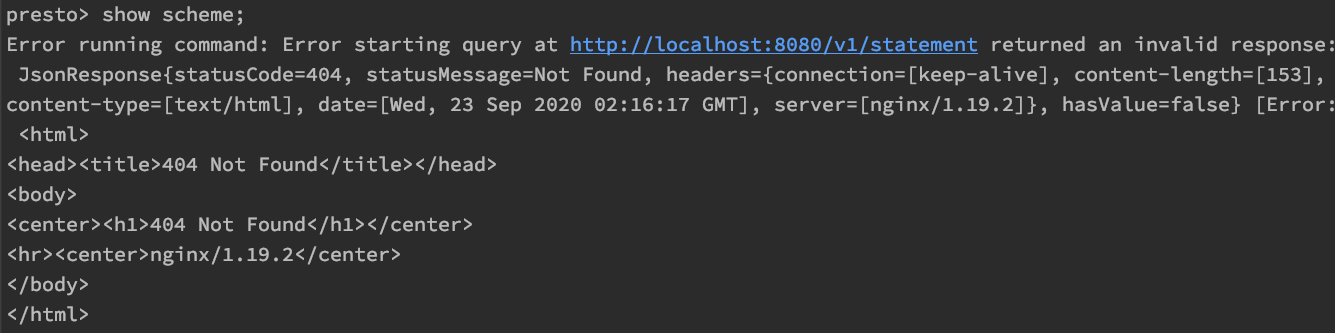 presto> show scheme;
Error running command: Error starting query at http://localhost:8080/v1/statement returned an invalid response:
JsonResponse{statusCode=404, statusMessage=Not Found, headers={connection=[keep-alive], content-length=[153],
content-type=[text/html], date=[Wed, 23 Sep 2020 02:16:17 GMT], server=[nginx/1.19.2]}, hasValue=false} [Error:
<html>
<head><title>404 Not Found</title></head>
<body>
<center><h1>404 Not Found</h1></center>
<hr><center>nginx/1.19.2</center>
</body>
</html>